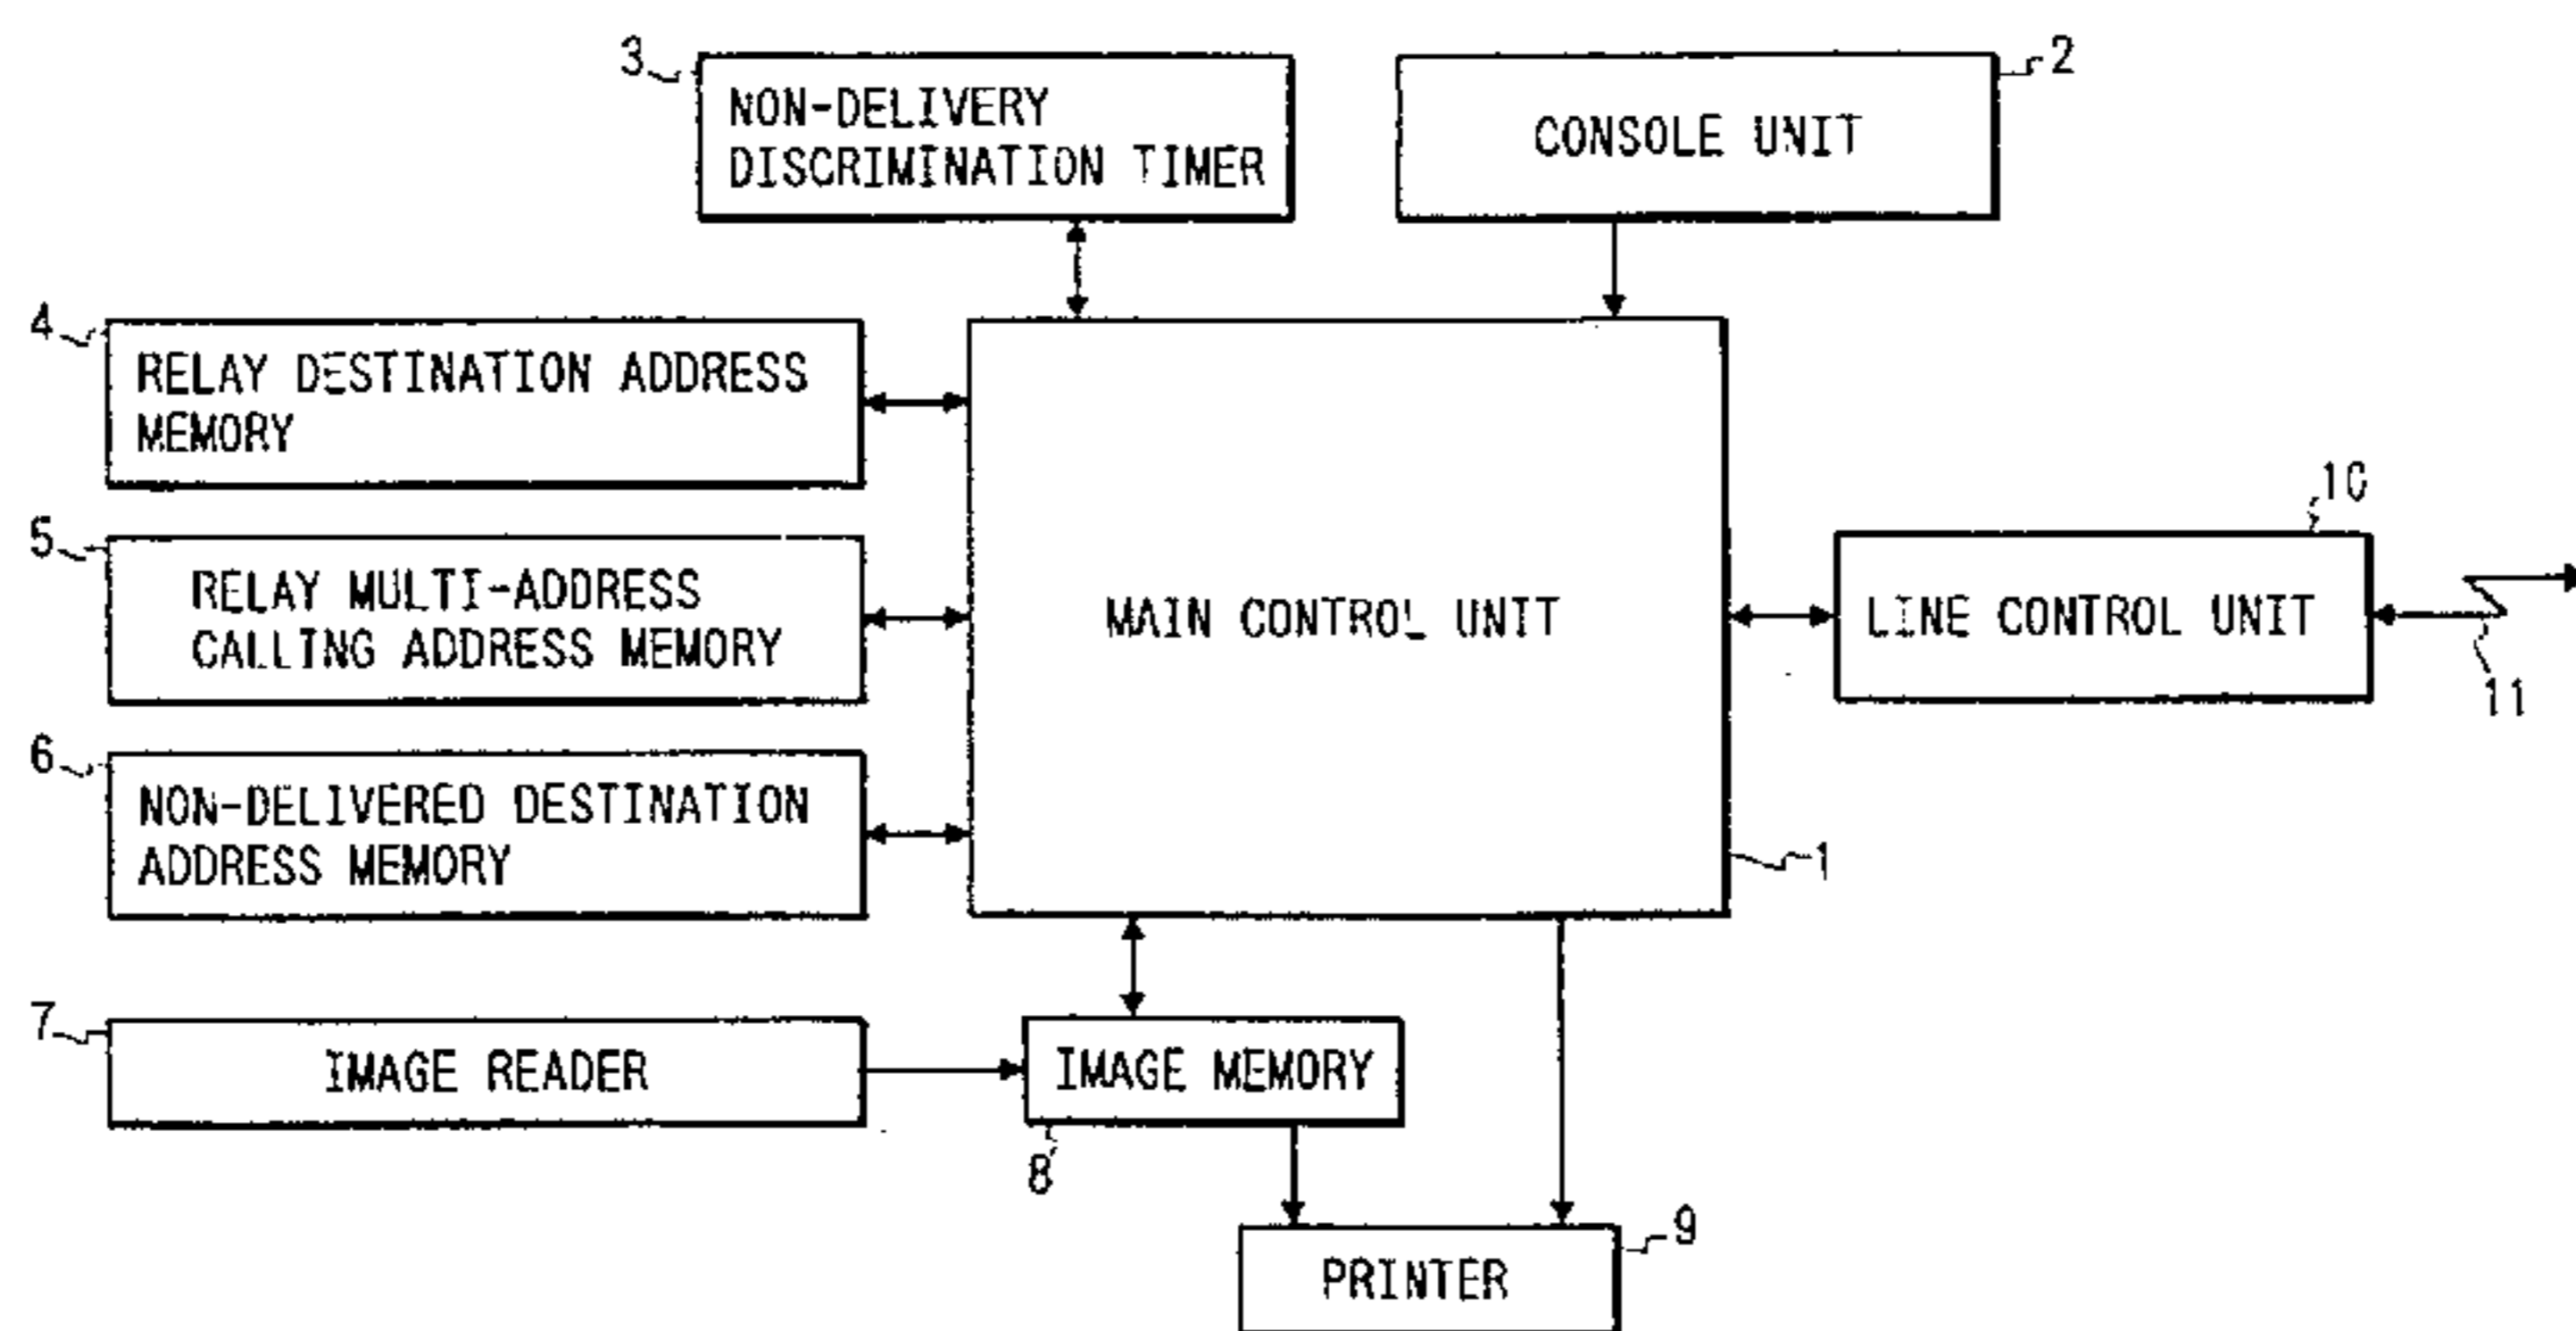 3
NON-DELIVERY
DISCRIMINATION TIMER
2
CONSOLE UNIT
4
RELAY DESTINATION ADDRESS
MEMORY
5
RELAY MULTI-ADDRESS
CALLING ADDRESS MEMORY
6
NON-DELIVERED DESTINATION
ADDRESS MEMORY
MAIN CONTROL UNIT
1
10
LINE CONTROL UNIT
11
7
IMAGE READER
IMAGE MEMORY
8
PRINTER
9